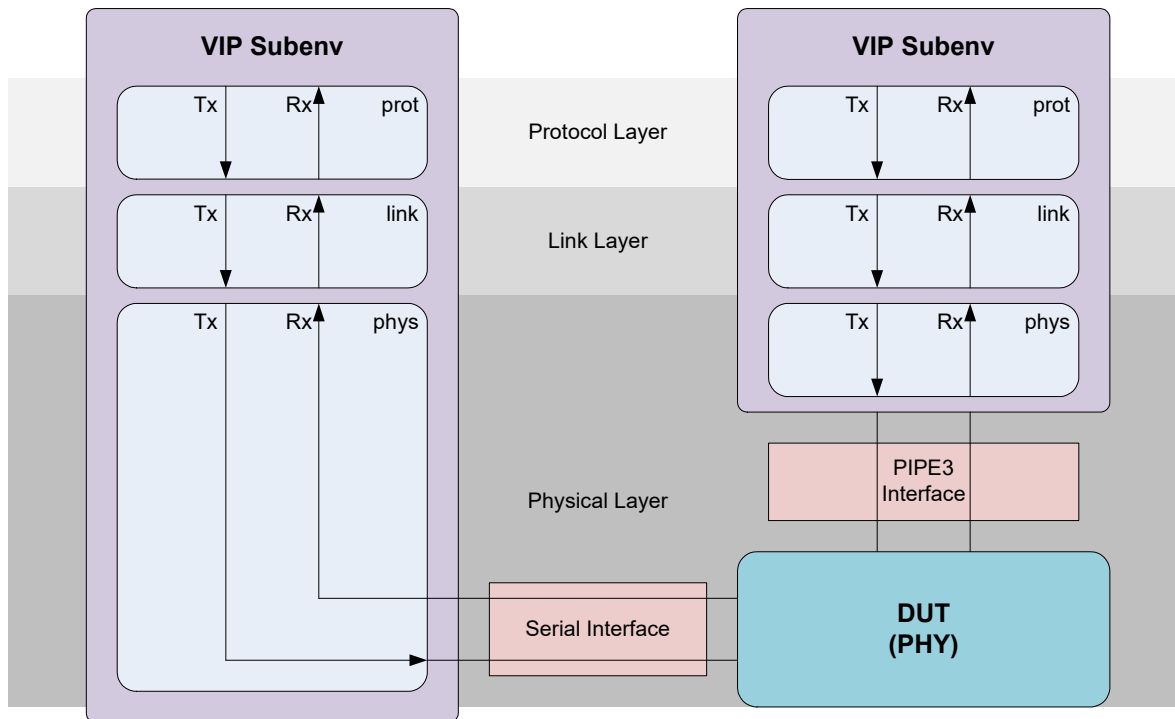 VIP Subenv
VIP Subenv
Tx Rx prot
Protocol Layer
Tx Rx prot
Tx Rx link
Link Layer
Tx Rx link
Tx Rx phys
Tx Rx phys
PIPE3
Interface
Physical Layer
Serial Interface
DUT
(PHY)